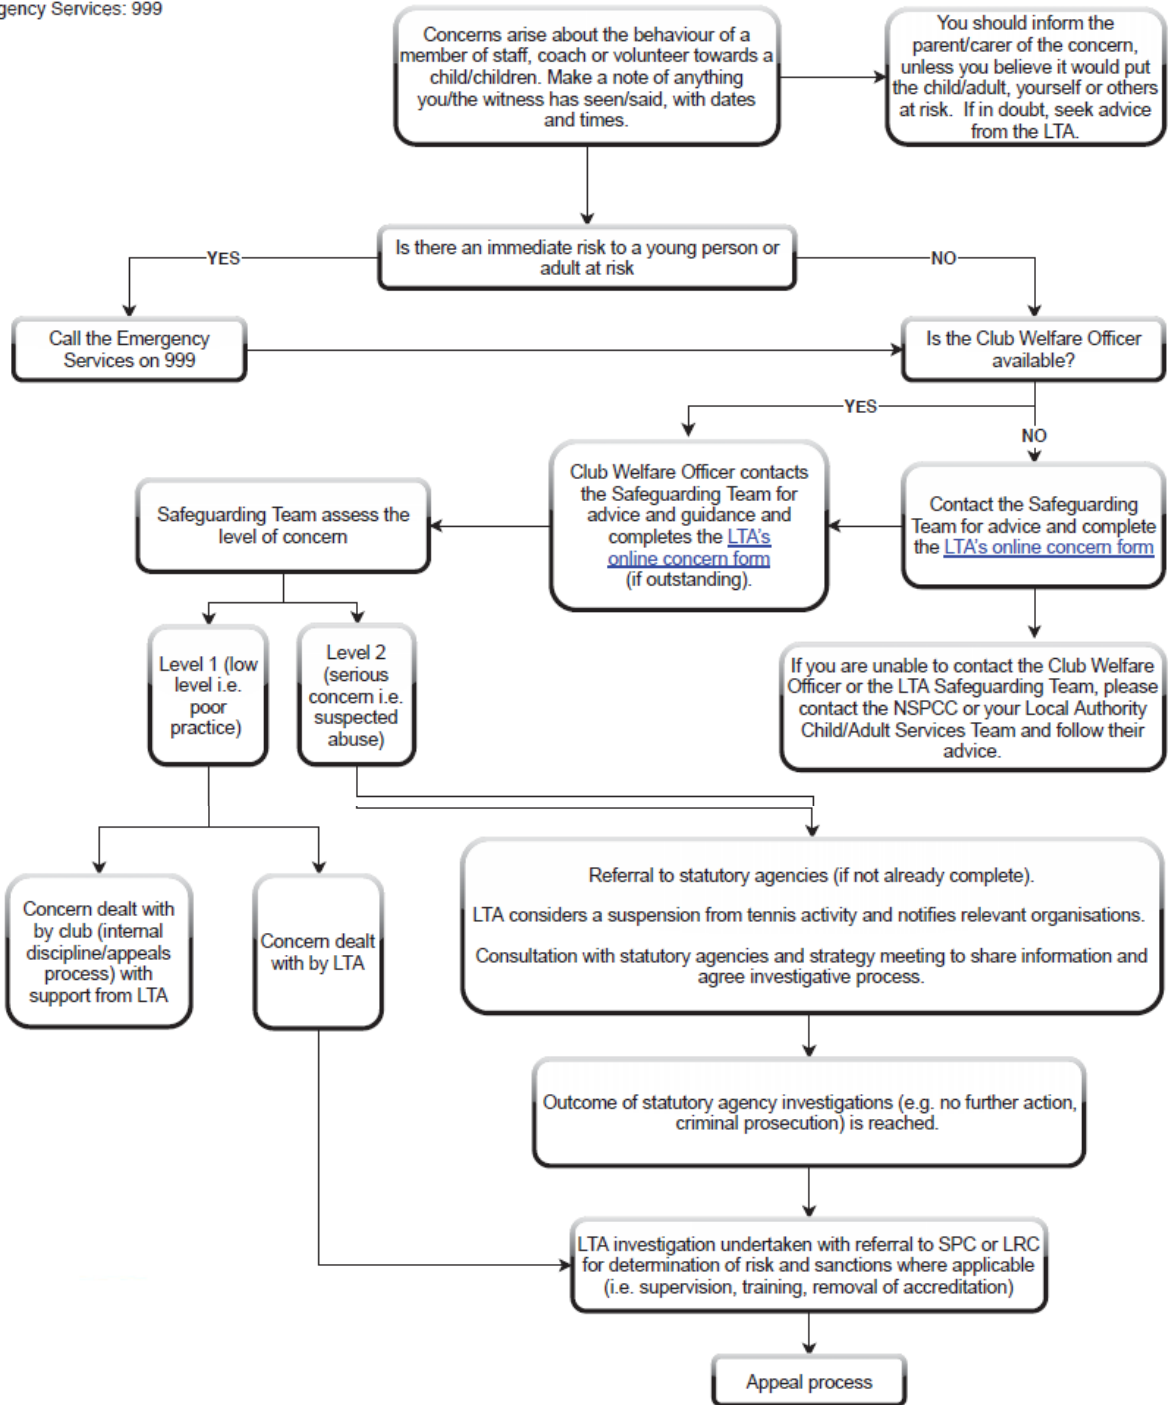 gency Services: 999
Concerns arise about the behaviour of a
member of staff, coach or volunteer towards a
child/children. Make a note of anything
you/the witness has seen/said, with dates
and times.
You should inform the
parent/carer of the concern,
unless you believe it would put
the child/adult, yourself or others
at risk. If in doubt, seek advice
from the LTA.
Is there an immediate risk to a young person or
adult at risk
YES
NO
Call the Emergency
Services on 999
Is the Club Welfare Officer
available?
YES
NO
Club Welfare Officer contacts
the Safeguarding Team for
advice and guidance and
completes the LTA's
online concern form
(if outstanding).
Contact the Safeguarding
Team for advice and complete
the LTA's online concern form
Safeguarding Team assess the
level of concern
Level 1 (low
level i.e.
poor
practice)
Level 2
(serious
concern i.e.
suspected
abuse)
If you are unable to contact the Club Welfare
Officer or the LTA Safeguarding Team, please
contact the NSPCC or your Local Authority
Child/Adult Services Team and follow their
advice.
Concern dealt with
by club (internal
discipline/appeals
process) with
support from LTA
Concern dealt
with by LTA
Referral to statutory agencies (if not already complete).
LTA considers a suspension from tennis activity and notifies relevant organisations.
Consultation with statutory agencies and strategy meeting to share information and
agree investigative process.
Outcome of statutory agency investigations (e.g. no further action,
criminal prosecution) is reached.
LTA investigation undertaken with referral to SPC or LRC
for determination of risk and sanctions where applicable
(i.e. supervision, training, removal of accreditation)
Appeal process